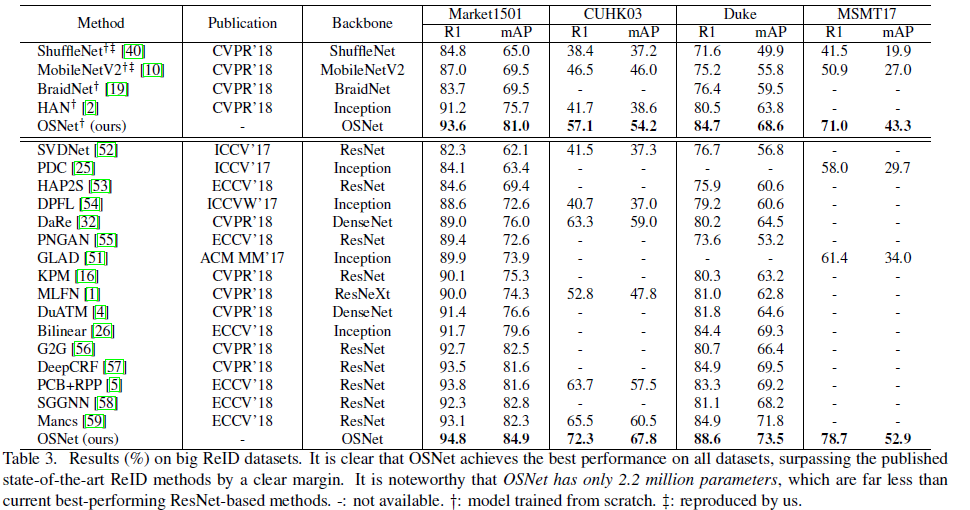 Method Publication Backbone Market1501 CUHK03 Duke MSMT17
R1 mAP R1 mAP R1 mAP R1 mAP
ShuffleNet†‡ [40] CVPR'18 ShuffleNet 84.8 65.0 38.4 37.2 71.6 49.9 41.5 19.9
MobileNetV2†‡ [10] CVPR'18 MobileNetV2 87.0 69.5 46.5 46.0 75.2 55.8 50.9 27.0
BraidNet† [19] CVPR'18 BraidNet 83.7 69.5 - - 76.4 59.5 - -
HAN† [2] CVPR'18 Inception 91.2 75.7 41.7 38.6 80.5 63.8 - -
OSNet† (ours) - OSNet 93.6 81.0 57.1 54.2 84.7 68.6 71.0 43.3
SVDNet [52] ICCV'17 ResNet 82.3 62.1 41.5 37.3 76.7 56.8 - -
PDC [25] ICCV'17 Inception 84.1 63.4 - - - - 58.0 29.7
HAP2S [53] ECCV'18 ResNet 84.6 69.4 - - 75.9 60.6 - -
DPFL [54] ICCVW'17 Inception 88.6 72.6 40.7 37.0 79.2 60.6 - -
DaRe [32] CVPR'18 DenseNet 89.0 76.0 63.3 59.0 80.2 64.5 - -
PNGAN [55] ECCV'18 ResNet 89.4 72.6 - - 73.6 53.2 - -
GLAD [51] ACM MM'17 Inception 89.9 73.9 - - - - 61.4 34.0
KPM [16] CVPR'18 ResNet 90.1 75.3 - - 80.3 63.2 - -
MLFN [1] CVPR'18 ResNeXt 90.0 74.3 52.8 47.8 81.0 62.8 - -
DuATM [4] CVPR'18 DenseNet 91.4 76.6 - - 81.8 64.6 - -
Bilinear [26] ECCV'18 Inception 91.7 79.6 - - 84.4 69.3 - -
G2G [56] CVPR'18 ResNet 92.7 82.5 - - 80.7 66.4 - -
DeepCRF [57] CVPR'18 ResNet 93.5 81.6 - - 84.9 69.5 - -
PCB+RPP [5] ECCV'18 ResNet 93.8 81.6 63.7 57.5 83.3 69.2 - -
SGGNN [58] ECCV'18 ResNet 92.3 82.8 - - 81.1 68.2 - -
Mancs [59] ECCV'18 ResNet 93.1 82.3 65.5 60.5 84.9 71.8 - -
OSNet (ours) - OSNet 94.8 84.9 72.3 67.8 88.6 73.5 78.7 52.9
Table 3. Results (%) on big ReID datasets. It is clear that OSNet achieves the best performance on all datasets, surpassing the published
state-of-the-art ReID methods by a clear margin. It is noteworthy that OSNet has only 2.2 million parameters, which are far less than
current best-performing ResNet-based methods. -: not available. †: model trained from scratch. ‡: reproduced by us.